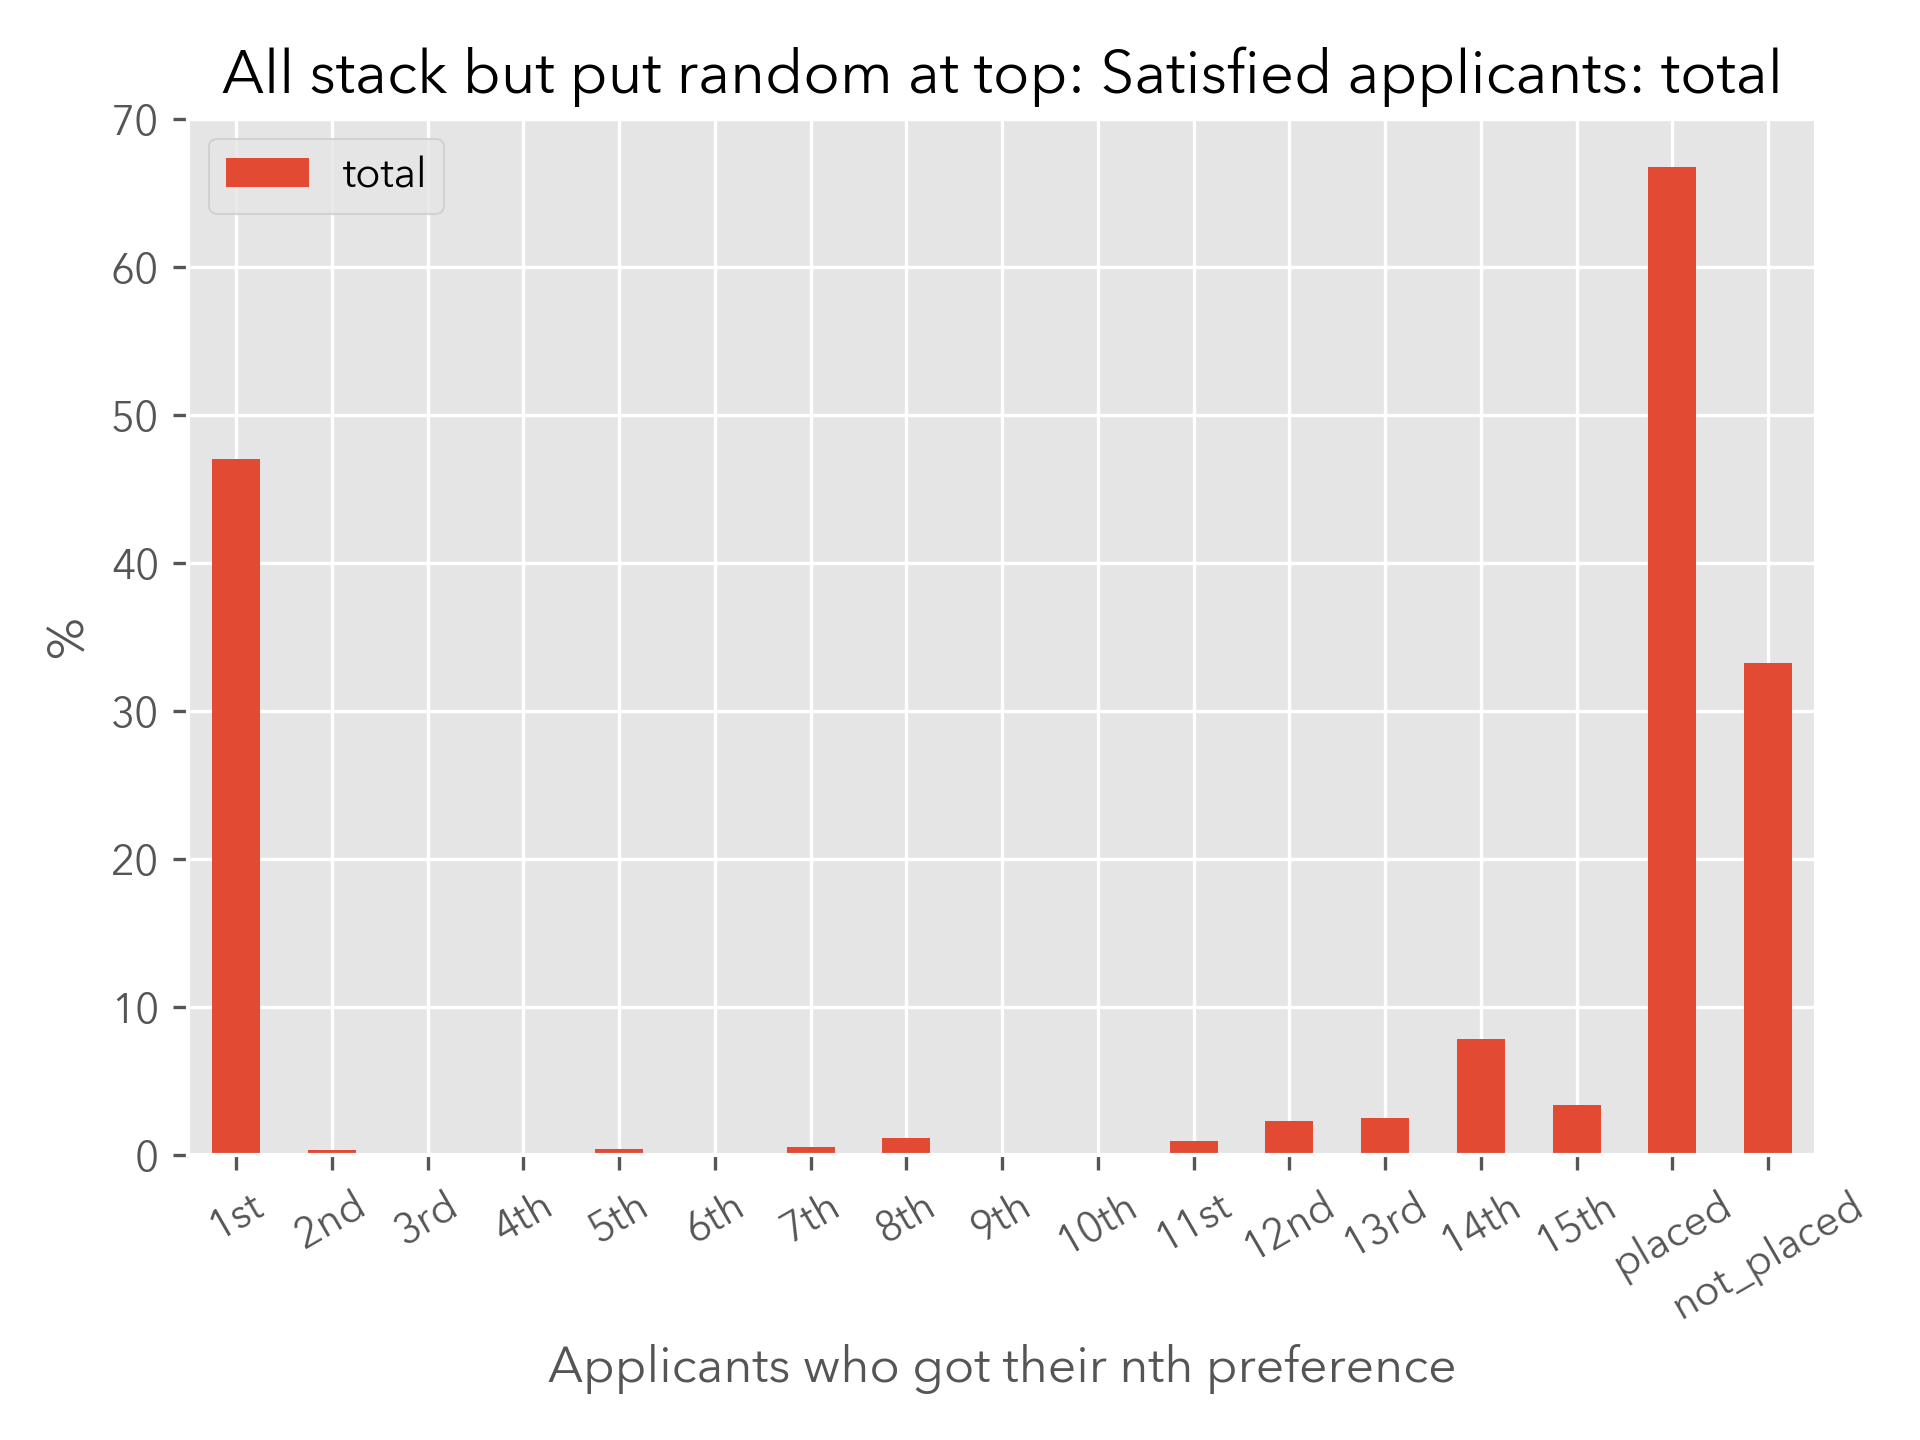 All stack but put random at top: Satisfied applicants: total
total
70
60
50
40
30
20
10
0
%
1st
2nd
3rd
4th
5th
6th
7th
8th
9th
10th
11st
12nd
13rd
14th
15th
placed
not_placed
Applicants who got their nth preference